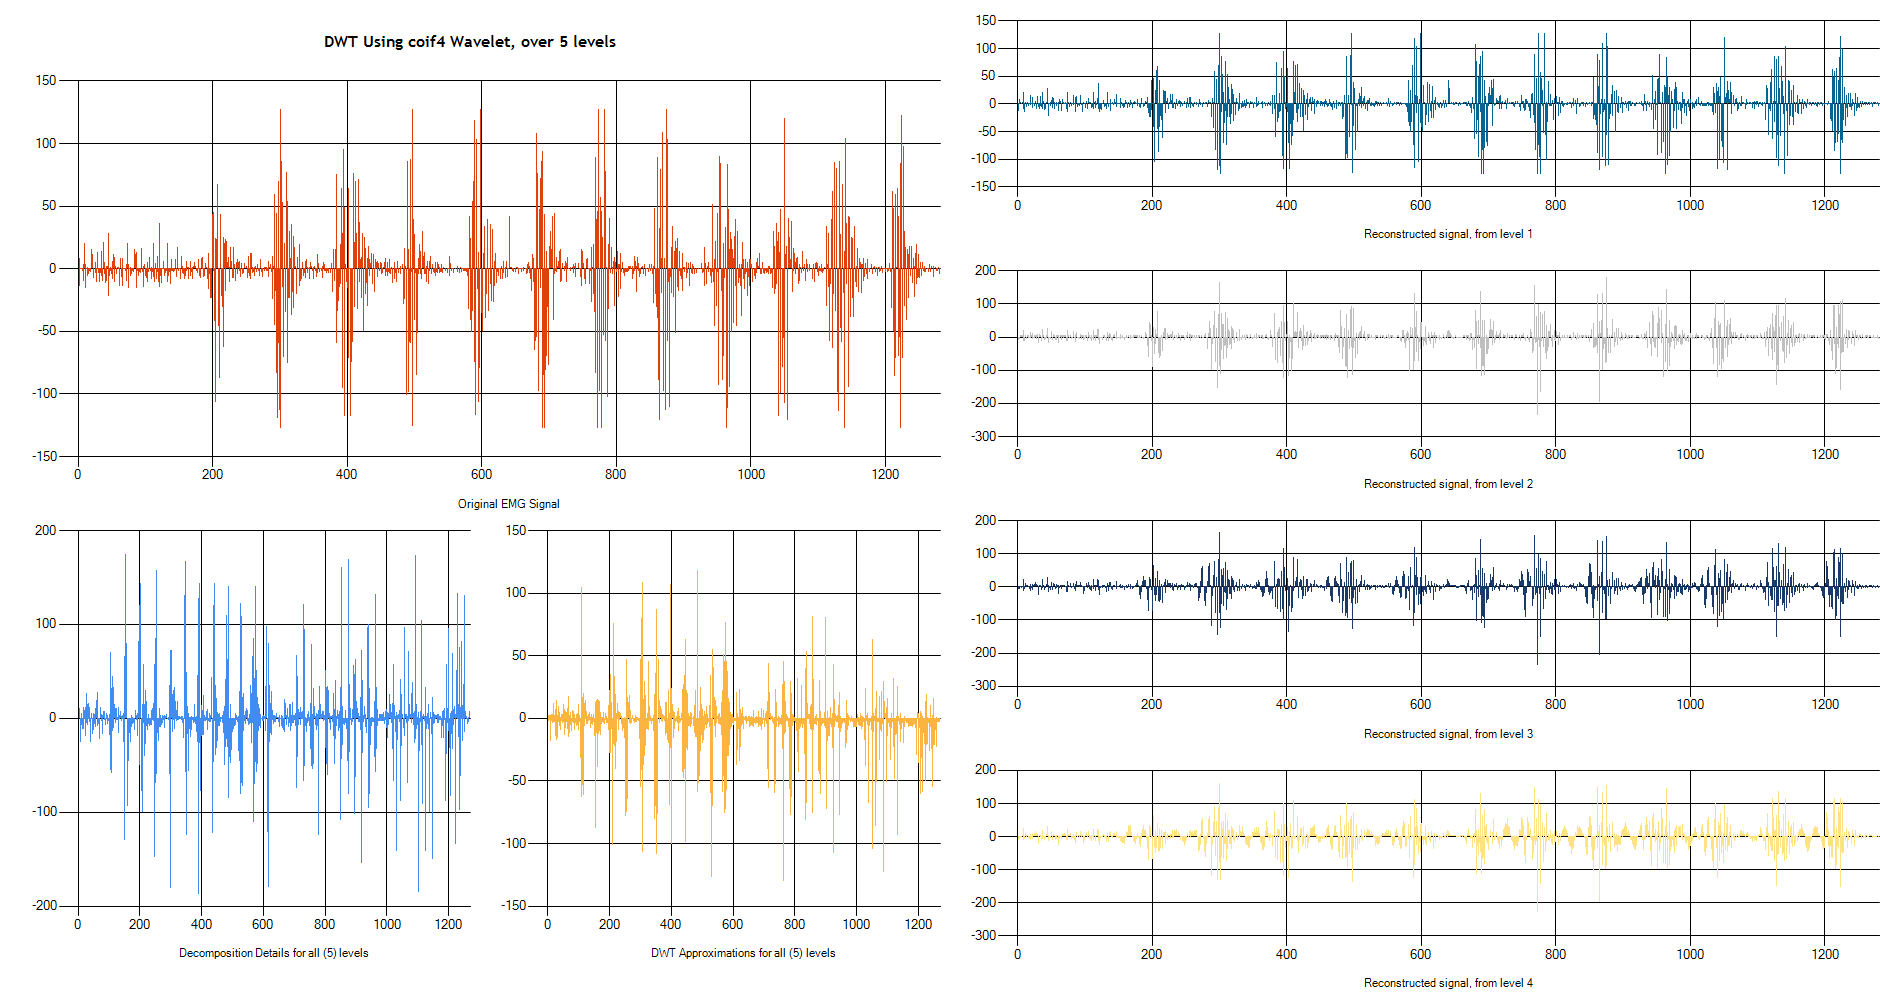 DWT Using coif4 Wavelet, over 5 levels
150
100
50
0
-50
-100
-150
0 200 400 600 800 1000 1200
Original EMG Signal
200
100
0
-100
-200
0 200 400 600 800 1000 1200
Decomposition Details for all (5) levels
150
100
50
0
-50
-100
-150
0 200 400 600 800 1000 1200
DWT Approximations for all (5) levels
150
100
50
0
-50
-100
-150
0 200 400 600 800 1000 1200
Reconstructed signal, from level 1
200
100
0
-100
-200
-300
0 200 400 600 800 1000 1200
Reconstructed signal, from level 2
200
100
0
-100
-200
-300
0 200 400 600 800 1000 1200
Reconstructed signal, from level 3
200
100
0
-100
-200
-300
0 200 400 600 800 1000 1200
Reconstructed signal, from level 4